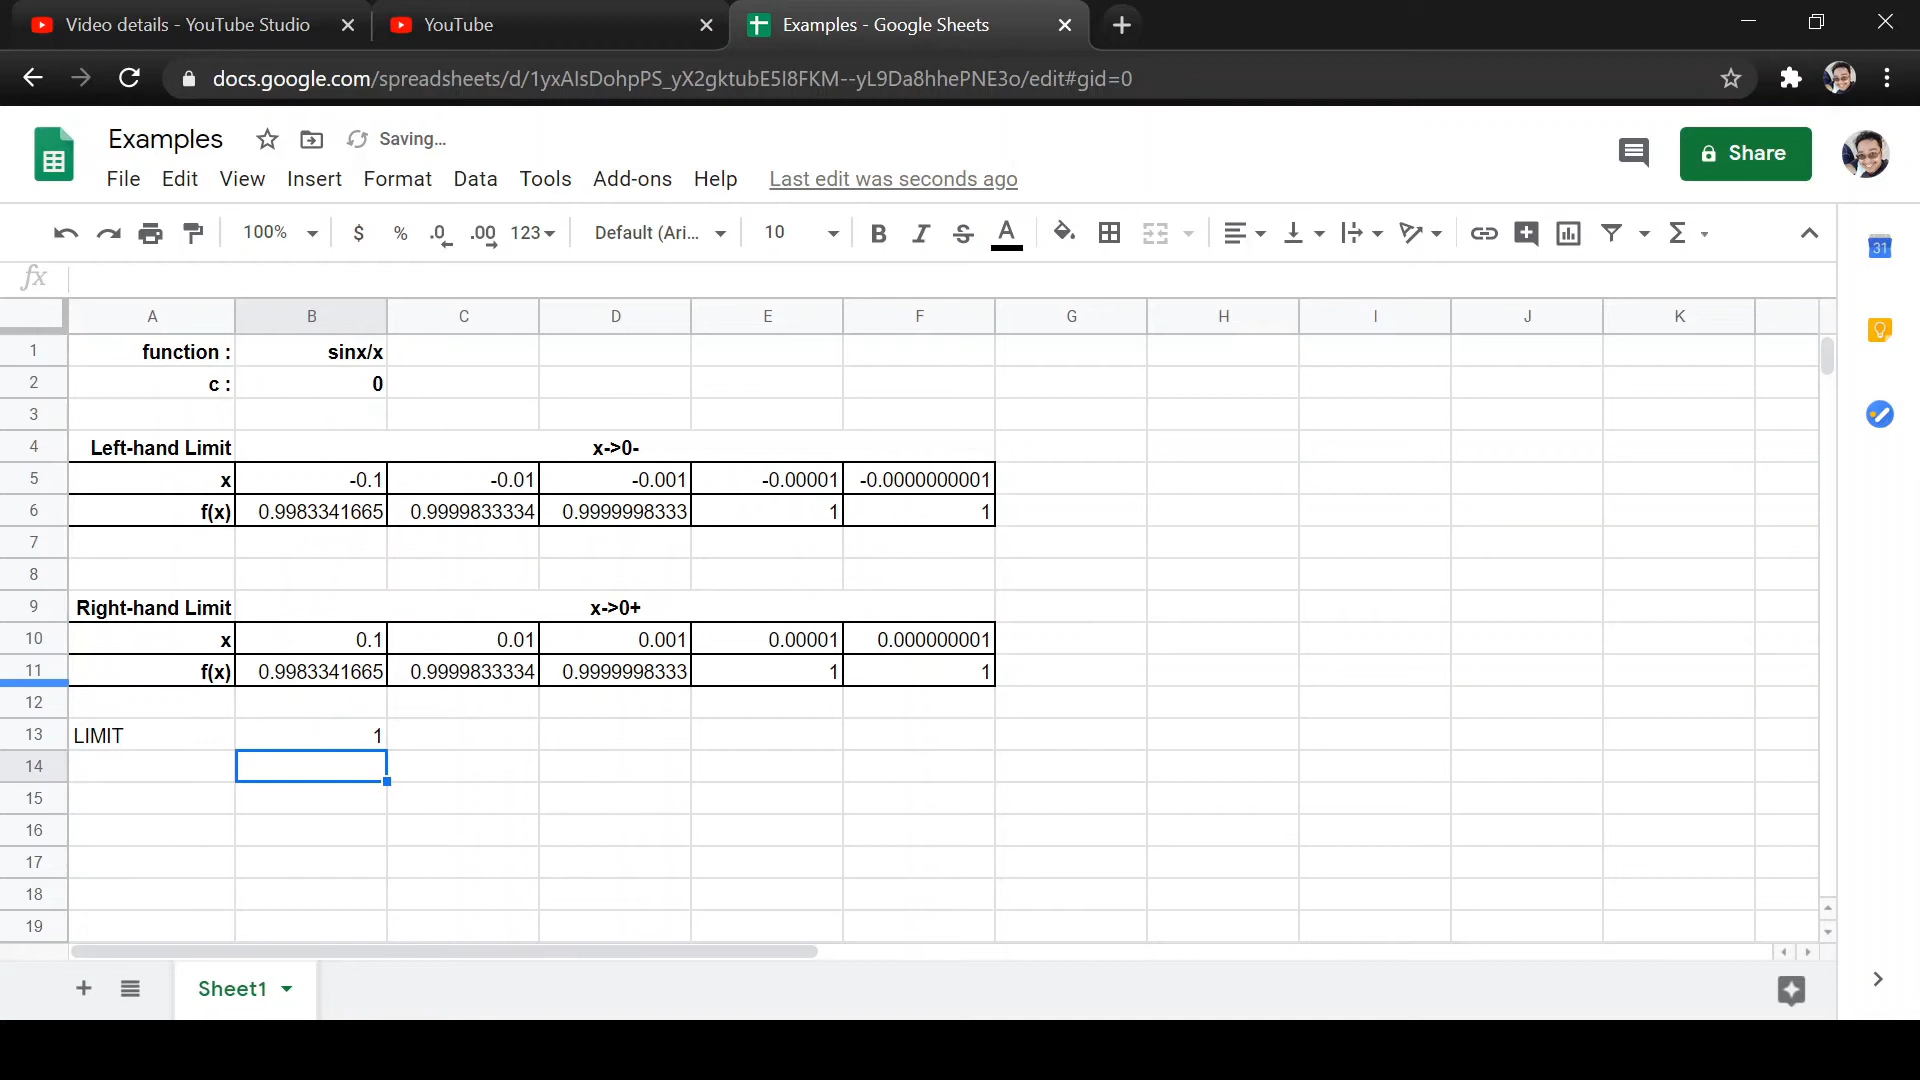 Video details - YouTube Studio YouTube Examples - Google Sheets
docs.google.com/spreadsheets/d/1yxAIsDohpPS_yX2gktubE5I8FKM--yL9Da8hhePNE3o/edit#gid=0
Examples Saving...
Share
File Edit View Insert Format Data Tools Add-ons Help Last edit was seconds ago
100% $ % .0 .00 123 Default (Ari... 10 B I S A Σ
31
fx
A B C D E F G H I J K
1 function : sinx/x
2 c : 0
3
4 Left-hand Limit x->0-
5 x -0.1 -0.01 -0.001 -0.00001 -0.0000000001
6 f(x) 0.9983341665 0.9999833334 0.9999998333 1 1
7
8
9 Right-hand Limit x->0+
10 x 0.1 0.01 0.001 0.00001 0.000000001
11 f(x) 0.9983341665 0.9999833334 0.9999998333 1 1
12
13 LIMIT 1
14
15
16
17
18
19
Sheet1